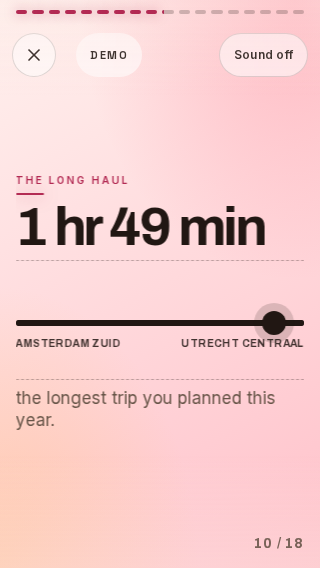 DEMO
Sound off
THE LONG HAUL
1 hr 49 min
AMSTERDAM ZUID
UTRECHT CENTRAAL
the longest trip you planned this
year.
10 / 18